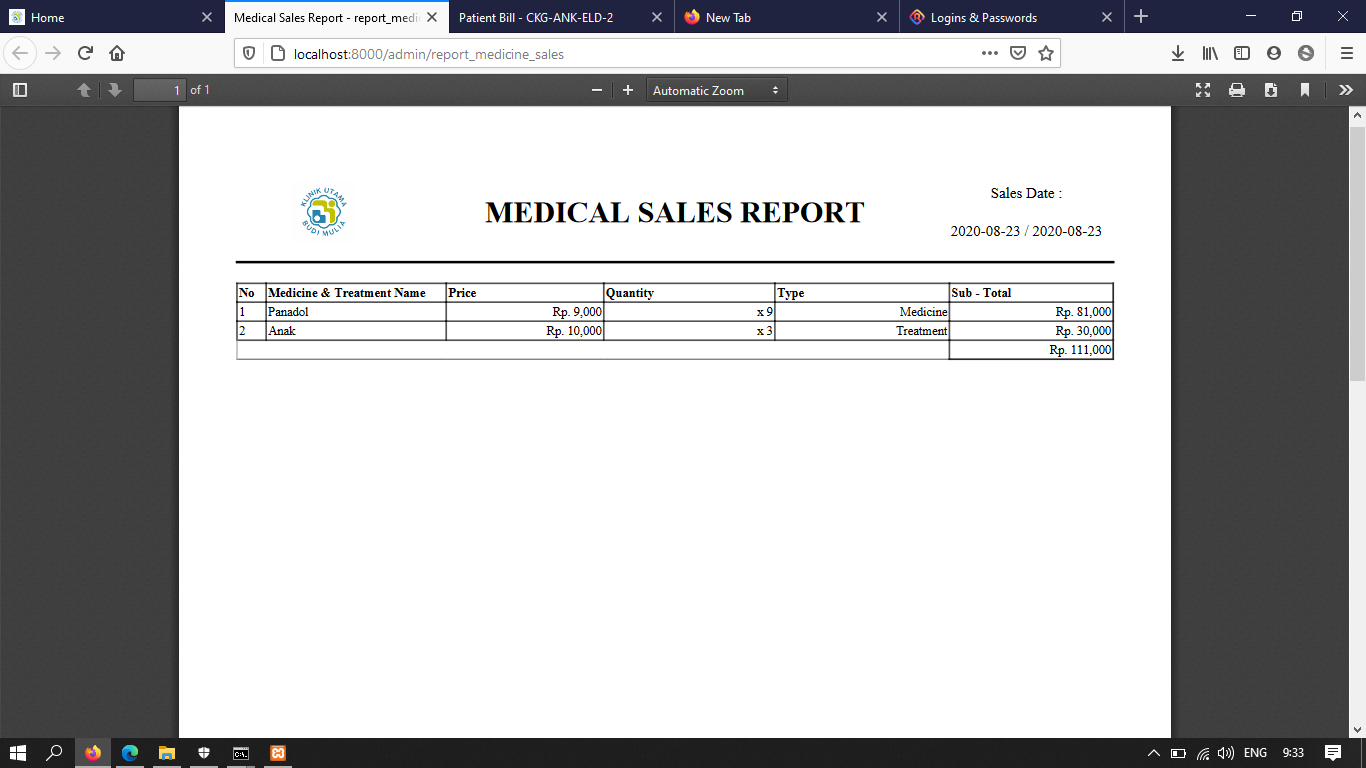 Home
Medical Sales Report - report_medi
Patient Bill - CKG-ANK-ELD-2
New Tab
Logins & Passwords
localhost:8000/admin/report_medicine_sales
1 of 1
Automatic Zoom
KLINIK UTAMA
BUDI MULIA
MEDICAL SALES REPORT
Sales Date :
2020-08-23 / 2020-08-23
No Medicine & Treatment Name Price Quantity Type Sub - Total
1 Panadol Rp. 9,000 x 9 Medicine Rp. 81,000
2 Anak Rp. 10,000 x 3 Treatment Rp. 30,000
Rp. 111,000
ENG 9:33